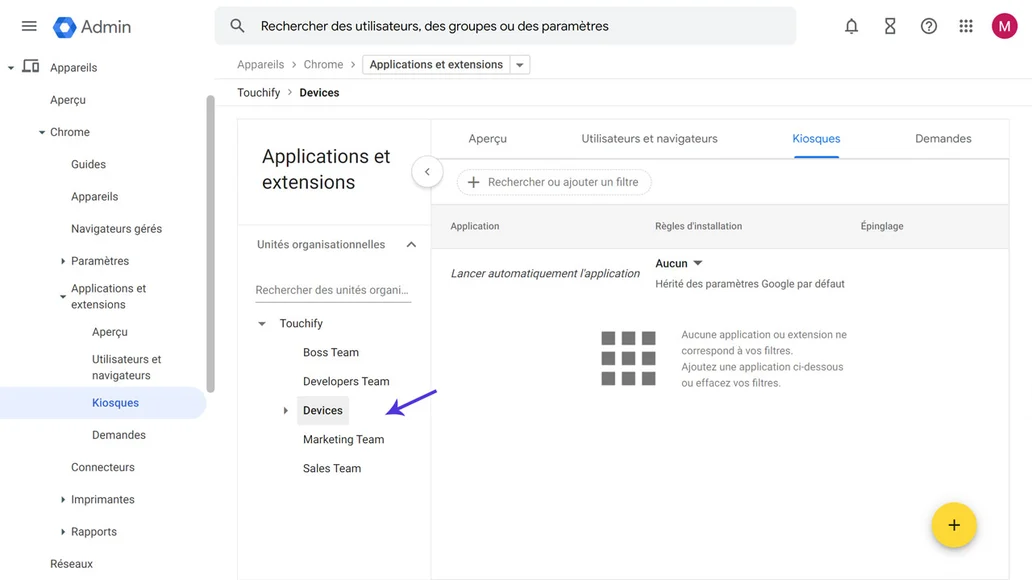 Admin
Rechercher des utilisateurs, des groupes ou des paramètres
M
Appareils
Aperçu
Chrome
Guides
Appareils
Navigateurs gérés
Paramètres
Applications et
extensions
Aperçu
Utilisateurs et
navigateurs
Kiosques
Demandes
Connecteurs
Imprimantes
Rapports
Réseaux
Appareils > Chrome > Applications et extensions
Touchify > Devices
Applications et
extensions
Unités organisationnelles
Rechercher des unités organi...
Touchify
Boss Team
Developers Team
Devices
Marketing Team
Sales Team
Aperçu Utilisateurs et navigateurs Kiosques Demandes
Rechercher ou ajouter un filtre
Application Règles d'installation Épinglage
Lancer automatiquement l'application Aucun
Hérité des paramètres Google par défaut
Aucune application ou extension ne
correspond à vos filtres.
Ajoutez une application ci-dessous
ou effacez vos filtres.